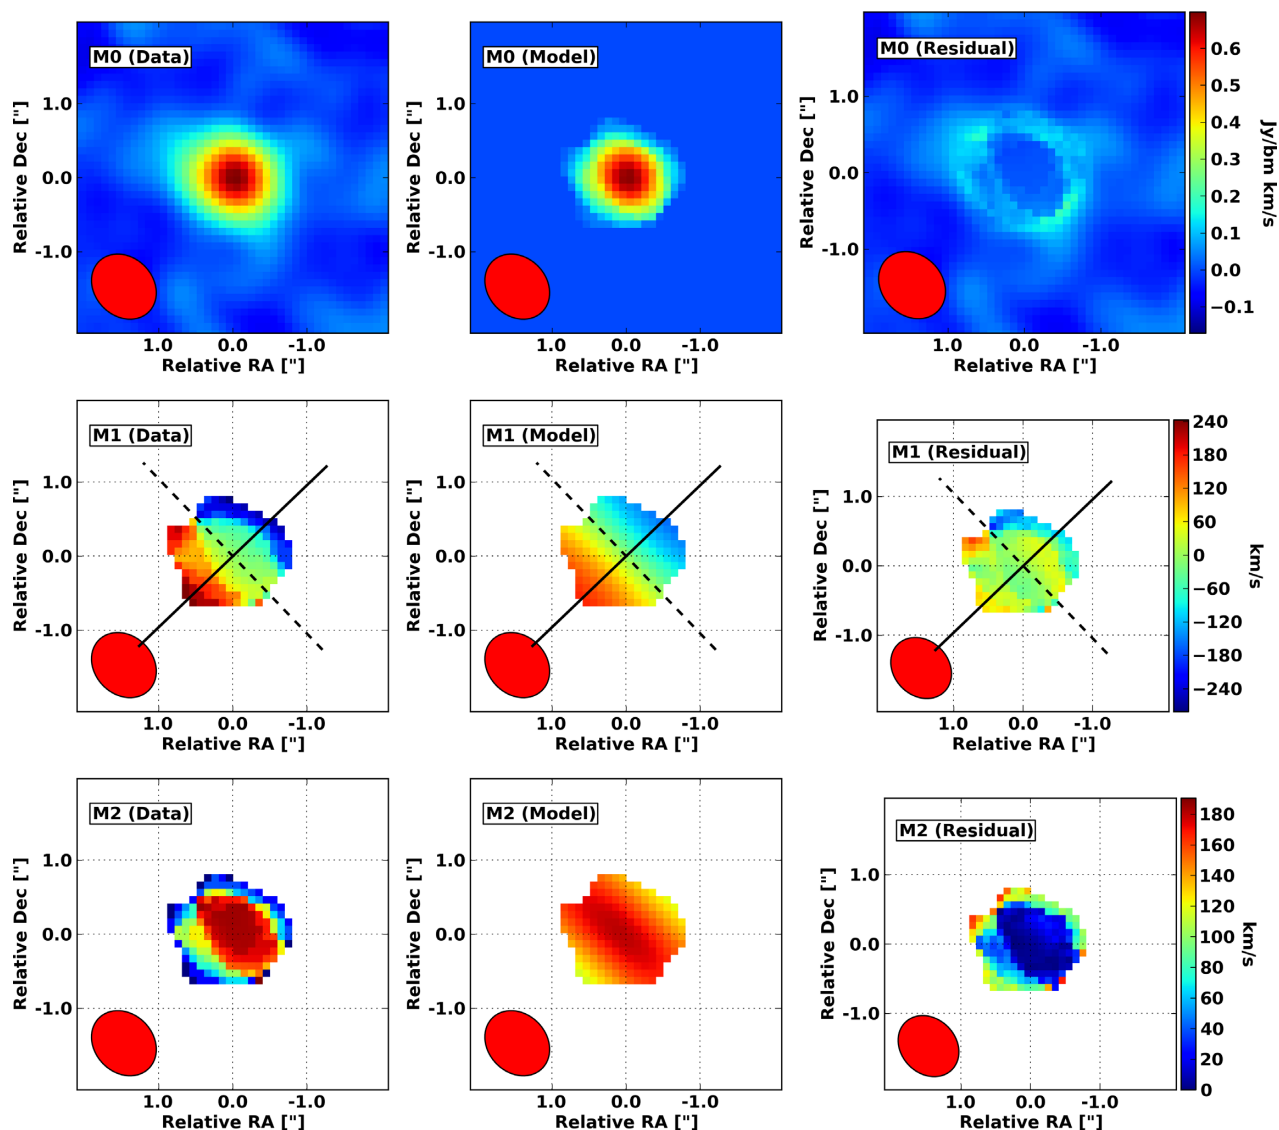 M0 (Data)
M0 (Model)
M0 (Residual)
Relative Dec ["]
1.0
0.0
-1.0
Relative Dec ["]
1.0
0.0
-1.0
Relative Dec ["]
1.0
0.0
-1.0
0.6
0.5
0.4
0.3
0.2
0.1
0.0
−0.1
Jy/bm km/s
1.0 0.0 -1.0
Relative RA ["]
1.0 0.0 -1.0
Relative RA ["]
1.0 0.0 -1.0
Relative RA ["]
M1 (Data)
M1 (Model)
M1 (Residual)
Relative Dec ["]
1.0
0.0
-1.0
Relative Dec ["]
1.0
0.0
-1.0
Relative Dec ["]
1.0
0.0
-1.0
240
180
120
60
0
−60
−120
−180
−240
km/s
1.0 0.0 -1.0
Relative RA ["]
1.0 0.0 -1.0
Relative RA ["]
1.0 0.0 -1.0
Relative RA ["]
M2 (Data)
M2 (Model)
M2 (Residual)
Relative Dec ["]
1.0
0.0
-1.0
Relative Dec ["]
1.0
0.0
-1.0
Relative Dec ["]
1.0
0.0
-1.0
180
160
140
120
100
80
60
40
20
0
km/s
1.0 0.0 -1.0
Relative RA ["]
1.0 0.0 -1.0
Relative RA ["]
1.0 0.0 -1.0
Relative RA ["]